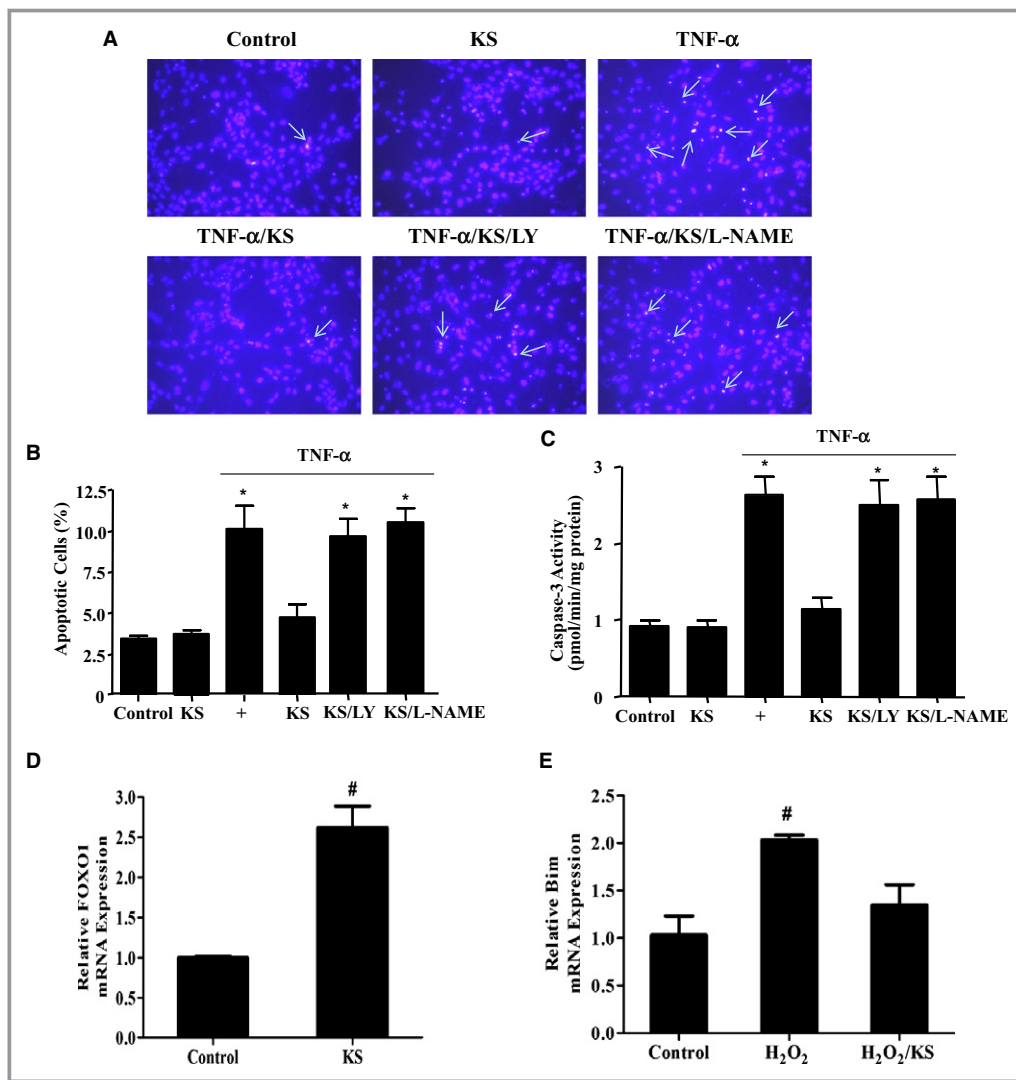 A
Control
KS
TNF-α
TNF-α/KS
TNF-α/KS/LY
TNF-α/KS/L-NAME
B
TNF-α
Apoptotic Cells (%)
12.5
10.0
7.5
5.0
2.5
0
*
*
*
Control
KS
+
KS
KS/LY
KS/L-NAME
C
TNF-α
Caspase-3 Activity
(pmol/min/mg protein)
3
2
1
0
*
*
*
Control
KS
+
KS
KS/LY
KS/L-NAME
D
Relative FOXO1
mRNA Expression
3.0
2.5
2.0
1.5
1.0
0.5
0.0
#
Control
KS
E
Relative Bim
mRNA Expression
2.5
2.0
1.5
1.0
0.5
0.0
#
Control
H₂O₂
H₂O₂/KS